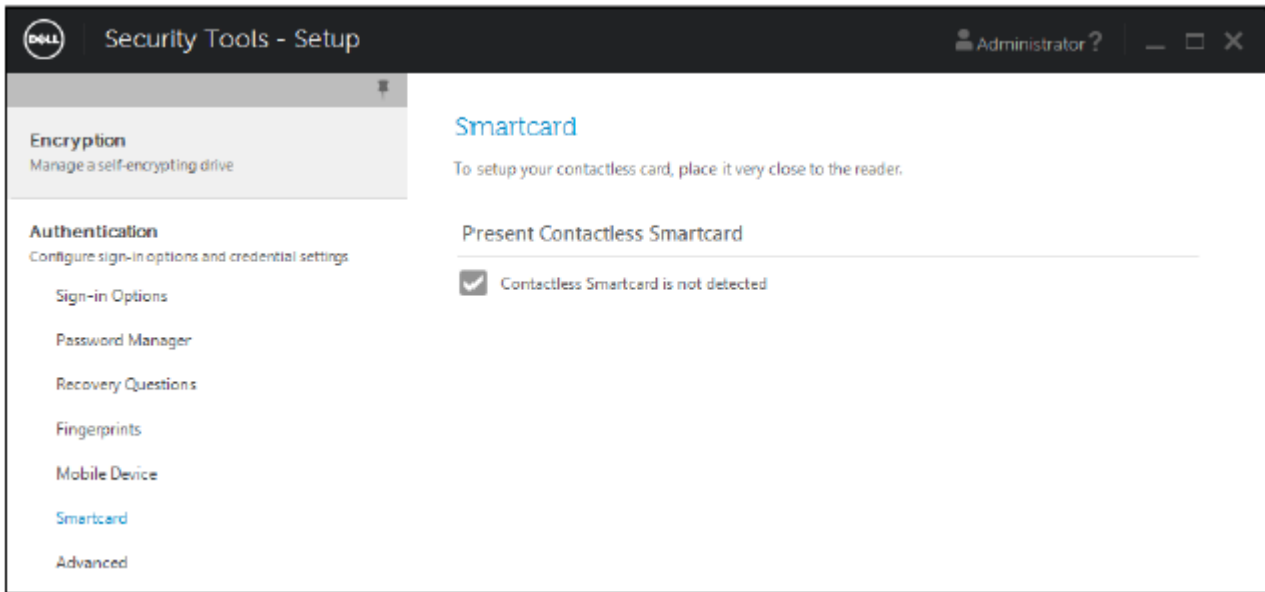 DELL
Security Tools - Setup
Administrator ?
Encryption
Manage a self-encrypting drive
Authentication
Configure sign-in options and credential settings
Sign-in Options
Password Manager
Recovery Questions
Fingerprints
Mobile Device
Smartcard
Advanced
Smartcard
To setup your contactless card, place it very close to the reader.
Present Contactless Smartcard
Contactless Smartcard is not detected